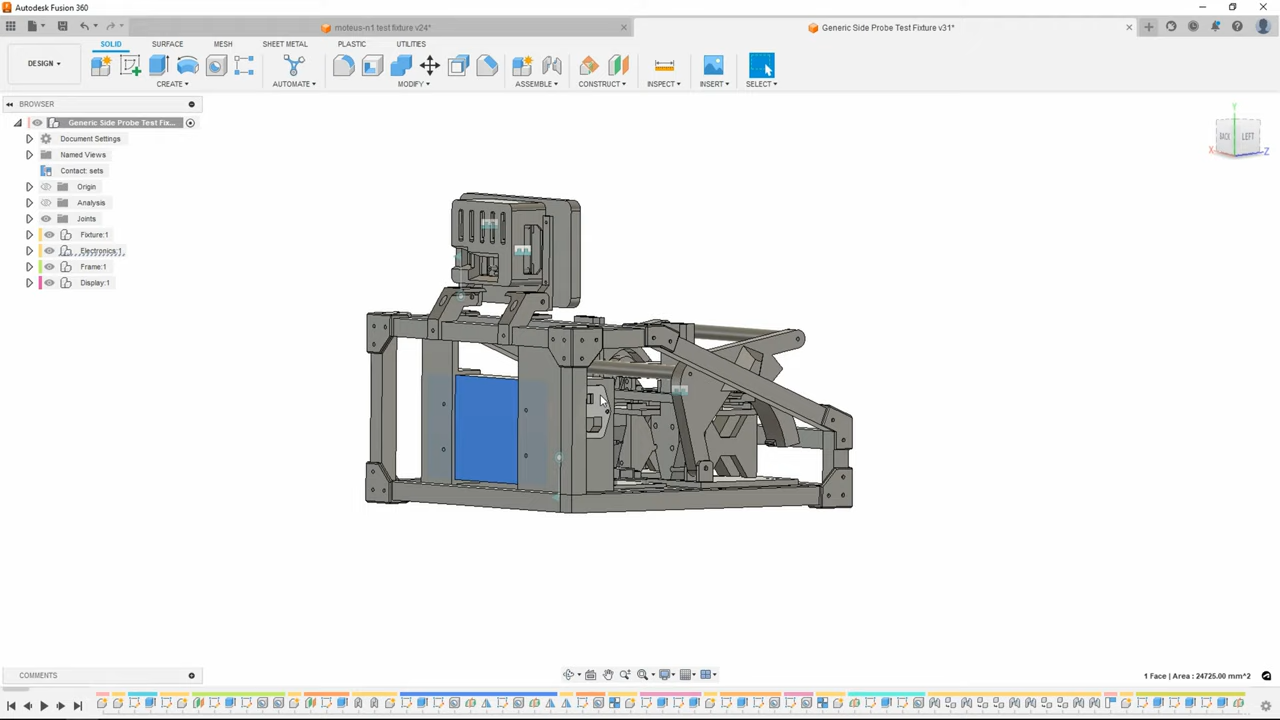 Autodesk Fusion 360
moteus-n1 test fixture v24*
Generic Side Probe Test Fixture v31*
SOLID SURFACE MESH SHEET METAL PLASTIC UTILITIES
DESIGN
CREATE
AUTOMATE
MODIFY
ASSEMBLE
CONSTRUCT
INSPECT
INSERT
SELECT
BROWSER
Generic Side Probe Test Fix...
Document Settings
Named Views
Contact: sets
Origin
Analysis
Joints
Fixture:1
Electronics:1
Frame:1
Display:1
Y
BACK LEFT
X Z
COMMENTS
1 Face | Area : 24725.00 mm^2